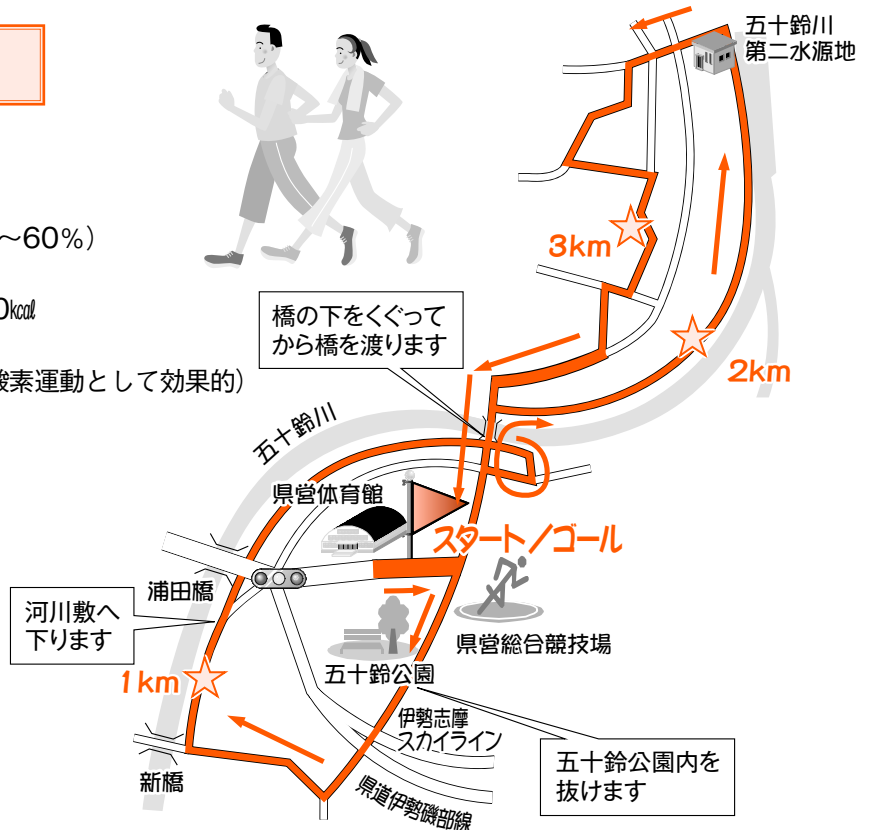 五十鈴川
第二水源地
～60%）
0㎉
酸素運動として効果的）
3km
2km
橋の下をくぐって
から橋を渡ります
五十鈴川
県営体育館
スタート／ゴール
浦田橋
河川敷へ
下ります
県営総合競技場
五十鈴公園
1km
伊勢志摩
スカイライン
五十鈴公園内を
抜けます
新橋
県道伊勢磯部線